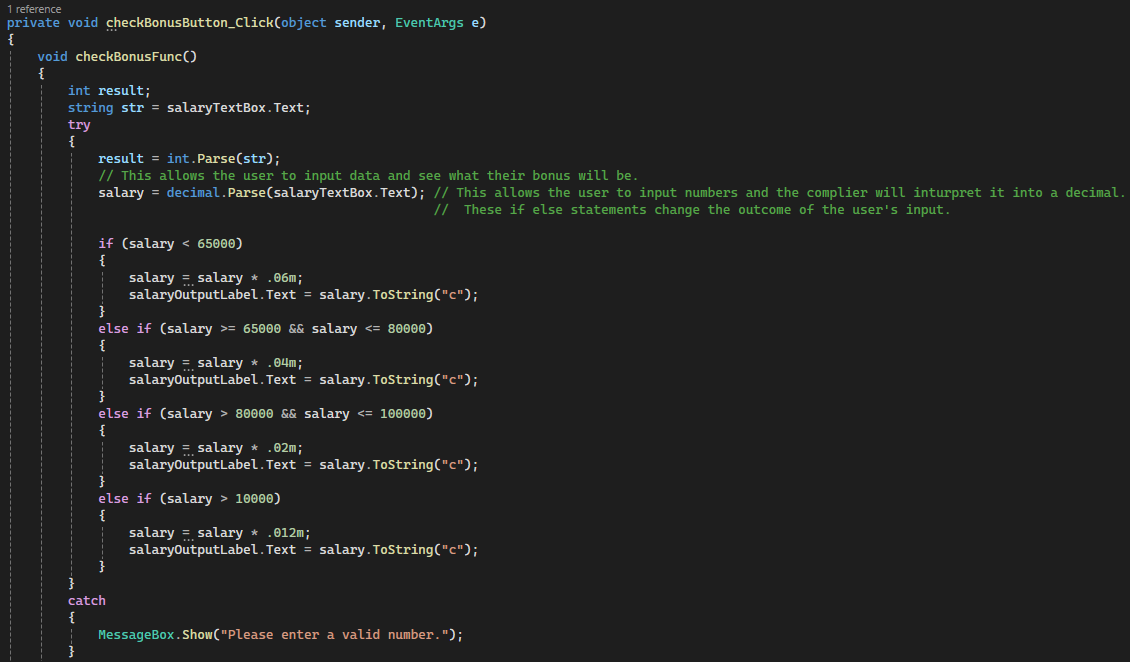 1 reference
private void checkBonusButton_Click(object sender, EventArgs e)
{
void checkBonusFunc()
{
int result;
string str = salaryTextBox.Text;
try
{
result = int.Parse(str);
// This allows the user to input data and see what their bonus will be.
salary = decimal.Parse(salaryTextBox.Text); // This allows the user to input numbers and the complier will inturpret it into a decimal.
//  These if else statements change the outcome of the user's input.
if (salary < 65000)
{
salary = salary * .06m;
salaryOutputLabel.Text = salary.ToString("c");
}
else if (salary >= 65000 && salary <= 80000)
{
salary = salary * .04m;
salaryOutputLabel.Text = salary.ToString("c");
}
else if (salary > 80000 && salary <= 100000)
{
salary = salary * .02m;
salaryOutputLabel.Text = salary.ToString("c");
}
else if (salary > 10000)
{
salary = salary * .012m;
salaryOutputLabel.Text = salary.ToString("c");
}
}
catch
{
MessageBox.Show("Please enter a valid number.");
}